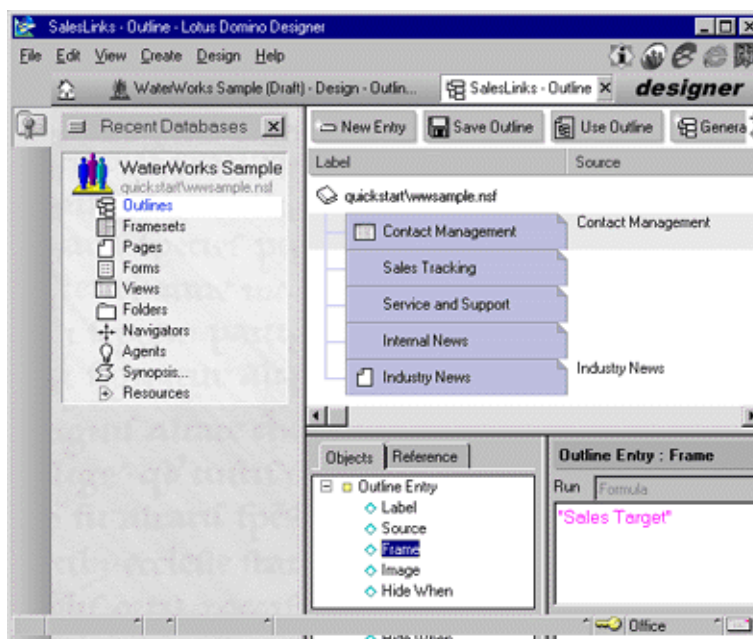 SalesLinks - Outline - Lotus Domino Designer
File Edit View Create Design Help
WaterWorks Sample (Draft) - Design - Outlin...
SalesLinks - Outline
designer
Recent Databases
WaterWorks Sample
quickstart\wwsample.nsf
Outlines
Framesets
Pages
Forms
Views
Folders
Navigators
Agents
Synopsis...
Resources
New Entry Save Outline Use Outline Genera
Label Source
quickstart\wwsample.nsf
Contact Management Contact Management
Sales Tracking
Service and Support
Internal News
Industry News Industry News
Objects Reference
Outline Entry
Label
Source
Frame
Image
Hide When
Outline Entry : Frame
Run Formula
"Sales Target"
Office